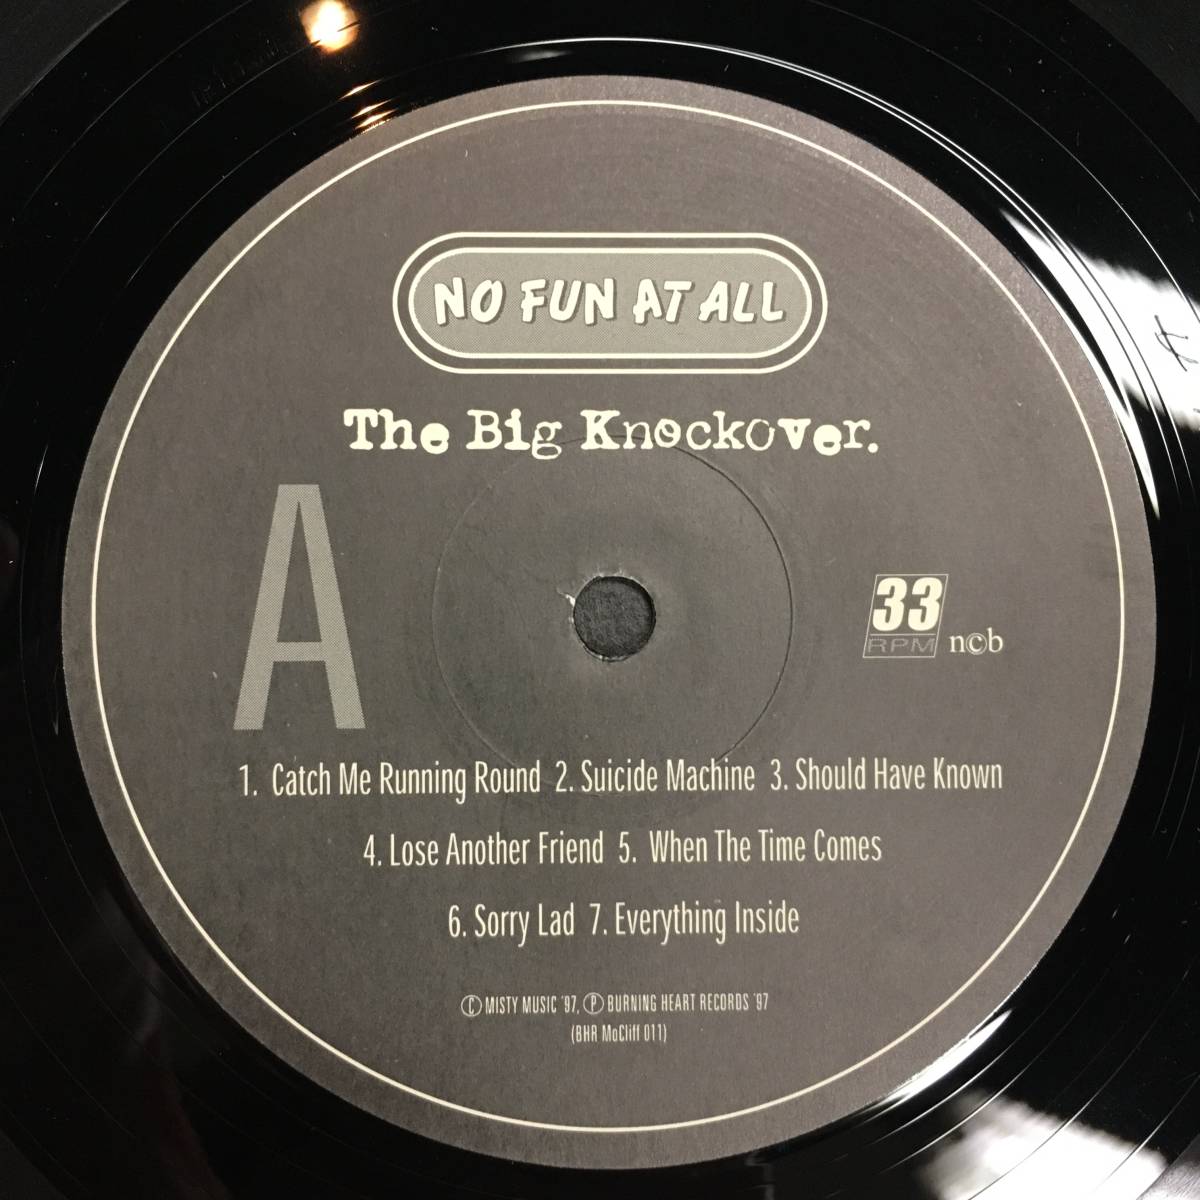 NO FUN AT ALL
The Big Knockover.
A
33
RPM
n©b
1. Catch Me Running Round 2. Suicide Machine 3. Should Have Known
4. Lose Another Friend 5. When The Time Comes
6. Sorry Lad 7. Everything Inside
Ⓒ MISTY MUSIC '97, Ⓟ BURNING HEART RECORDS '97
(BHR MoCliff 011)